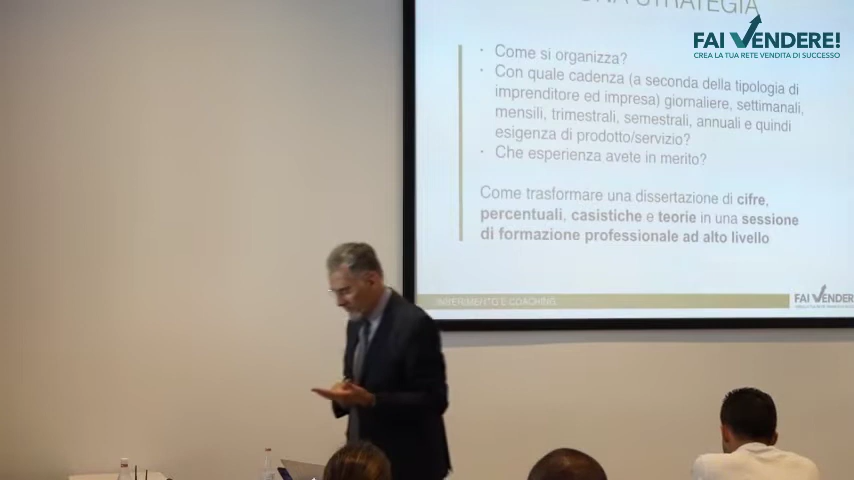 UNA STRATEGIA
FAI VENDERE!
CREA LA TUA RETE VENDITA DI SUCCESSO
· Come si organizza?
· Con quale cadenza (a seconda della tipologia di
imprenditore ed impresa) giornaliere, settimanali,
mensili, trimestrali, semestrali, annuali e quindi
esigenza di prodotto/servizio?
· Che esperienza avete in merito?
Come trasformare una dissertazione di cifre,
percentuali, casistiche e teorie in una sessione
di formazione professionale ad alto livello
INSERIMENTO E COACHING
FAI VENDERE